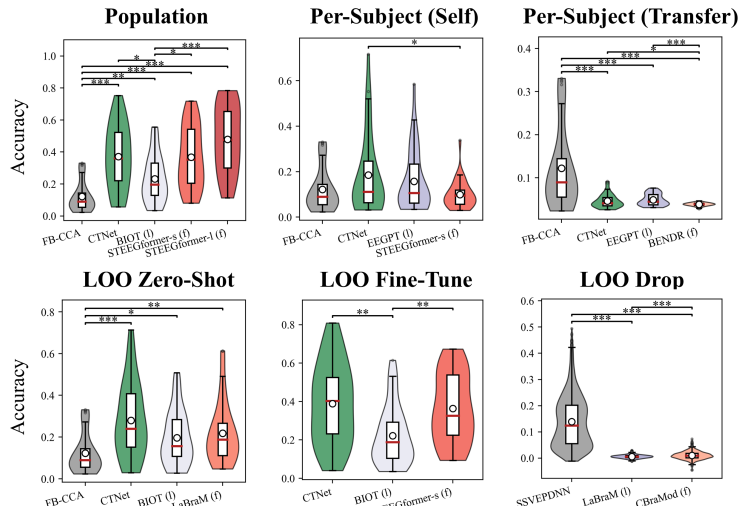 Population
Accuracy
1.0
0.8
0.6
0.4
0.2
0.0
***
*
***
*
***
***
**
***
FB-CCA
CTNet
BIOT (l)
STEEGformer-s (f)
STEEGformer-l (f)
Per-Subject (Self)
0.6
0.4
0.2
0.0
*
FB-CCA
CTNet
EEGPT (l)
STEEGformer-s (f)
Per-Subject (Transfer)
0.4
0.3
0.2
0.1
***
*
***
***
FB-CCA
CTNet
EEGPT (l)
BENDR (f)
LOO Zero-Shot
Accuracy
0.8
0.6
0.4
0.2
0.0
**
*
***
FB-CCA
CTNet
BIOT (l)
LaBraM (f)
LOO Fine-Tune
0.8
0.6
0.4
0.2
0.0
**
**
CTNet
BIOT (l)
EGformer-s (f)
LOO Drop
0.6
0.5
0.4
0.3
0.2
0.1
0.0
***
***
***
SSVEPDNN
LaBraM (l)
CBraMod (f)